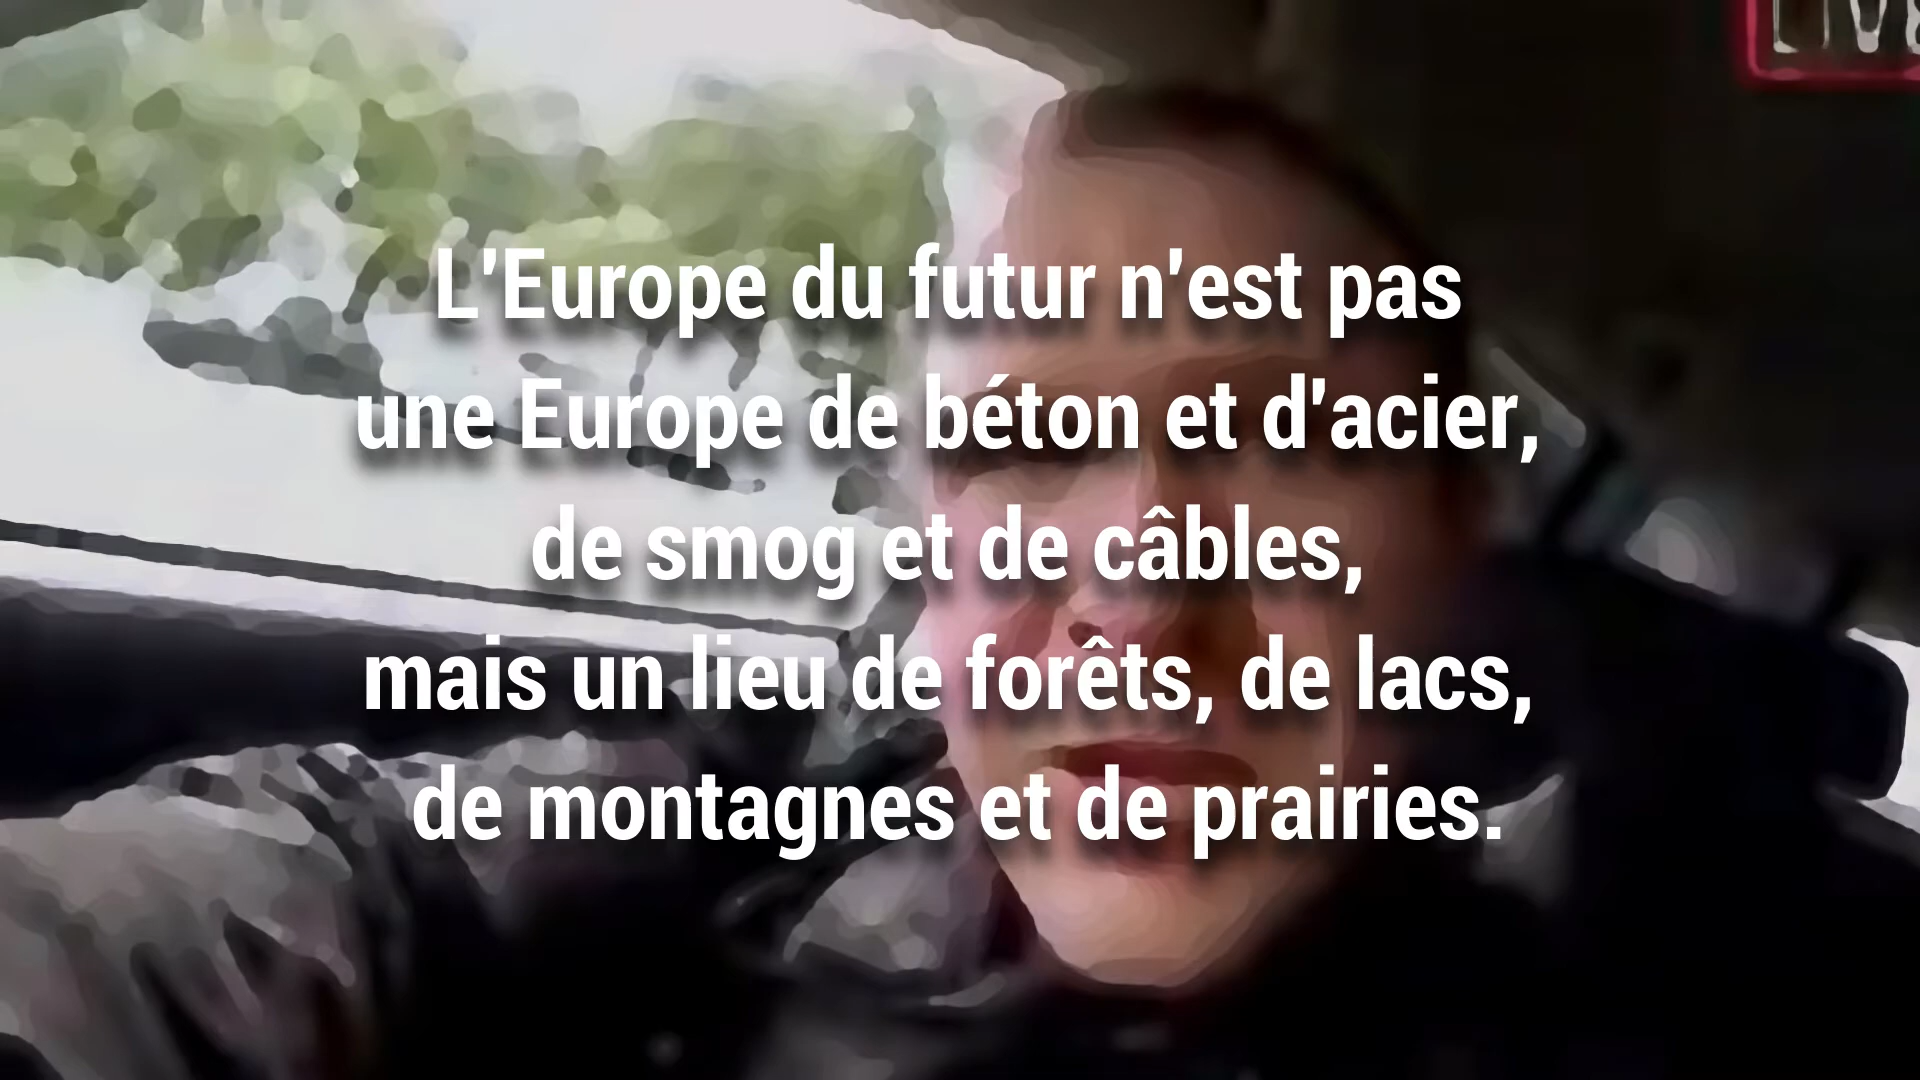 LIVE
L'Europe du futur n'est pas
une Europe de béton et d'acier,
de smog et de câbles,
mais un lieu de forêts, de lacs,
de montagnes et de prairies.